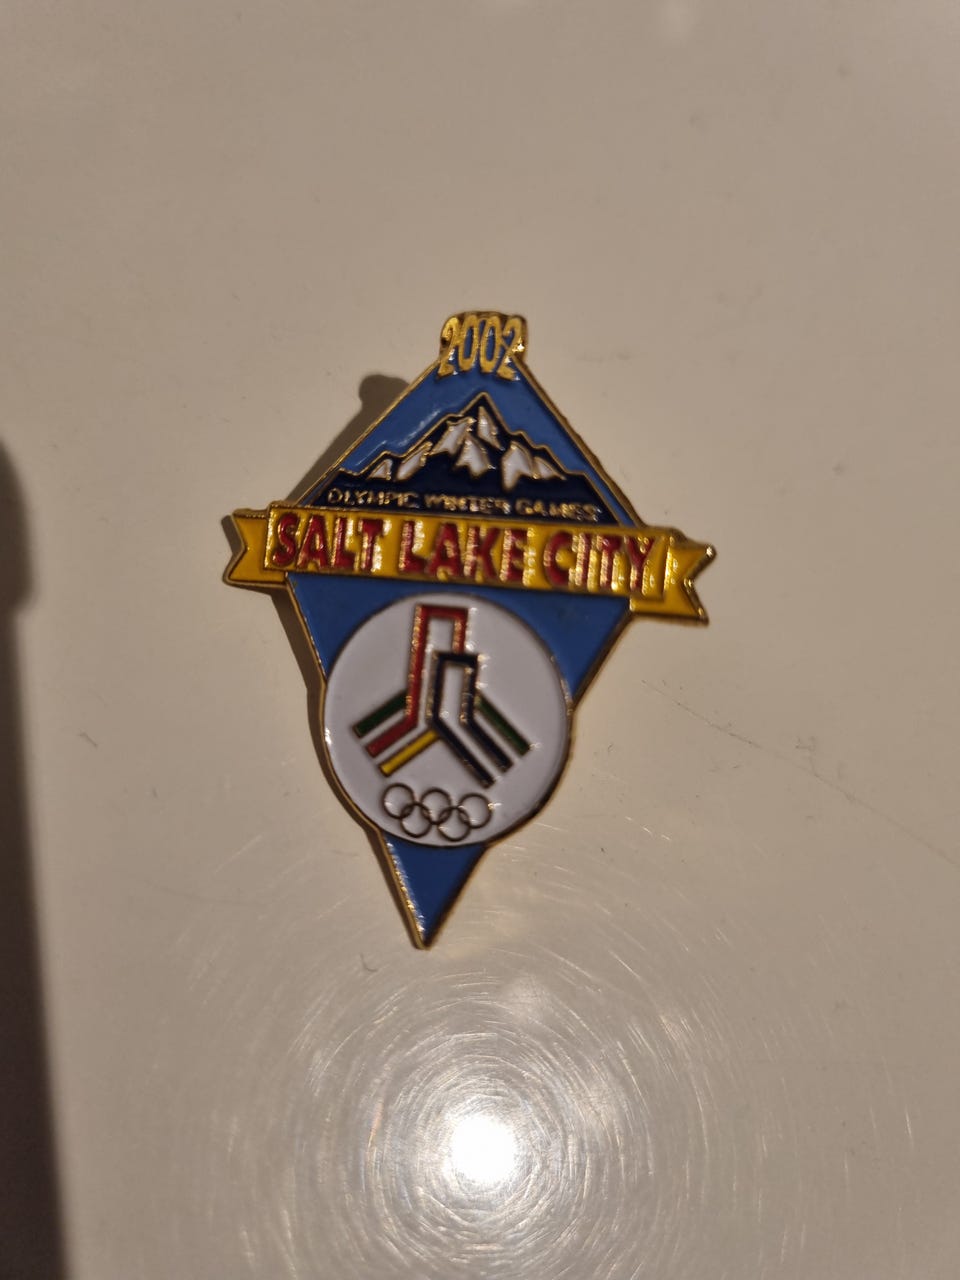 2002
OLYMPIC WINTER GAMES
SALT LAKE CITY